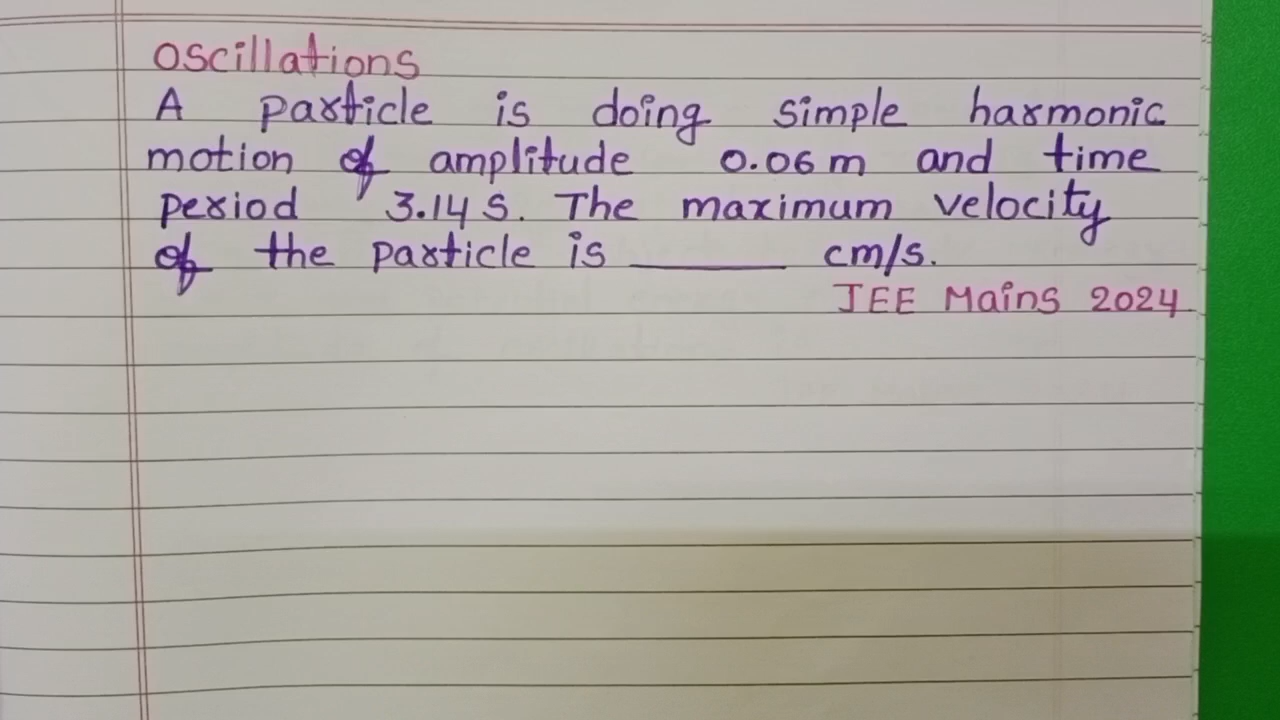 Oscillations
A particle is doing simple harmonic
motion of amplitude 0.06 m and time
period 3.14 S. The maximum velocity
of the particle is ______ cm/s.
JEE Mains 2024